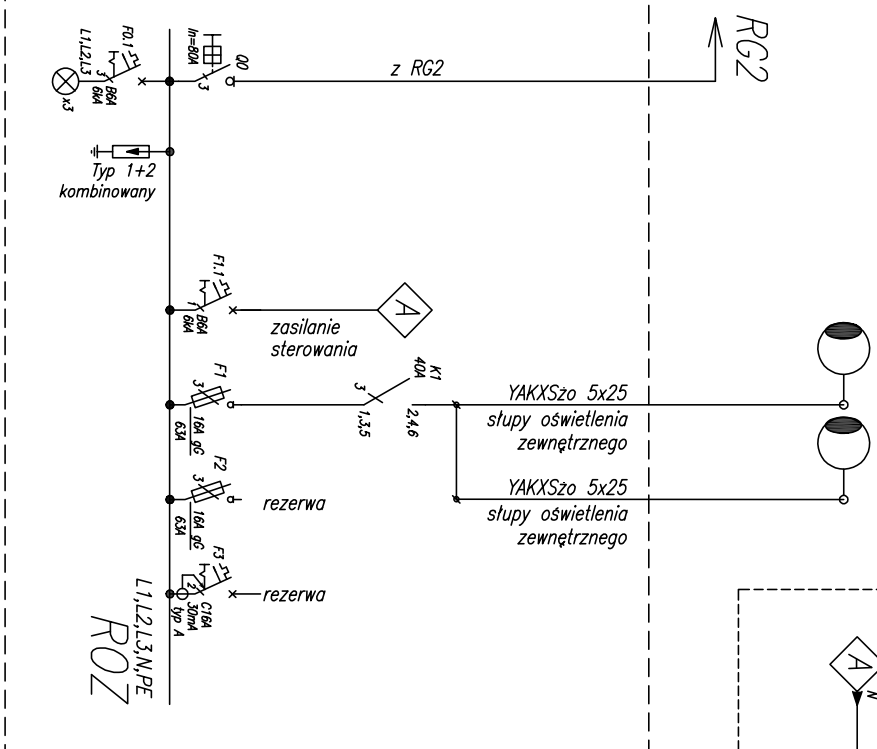 RG2
z RG2
Q0
In=80A
3
F0.1
3
B6A
6kA
L1,L2,L3
x3
Typ 1+2
kombinowany
F1.1
1
B6A
6kA
zasilanie
sterowania
A
F1
3
16A gG
63A
K1
40A
3
1,3,5
2,4,6
YAKXSżo 5x25
słupy oświetlenia
zewnętrznego
F2
3
16A gG
63A
rezerwa
YAKXSżo 5x25
słupy oświetlenia
zewnętrznego
F3
2
C16A
30mA
typ A
rezerwa
L1,L2,L3,N,PE
ROZ
A
N